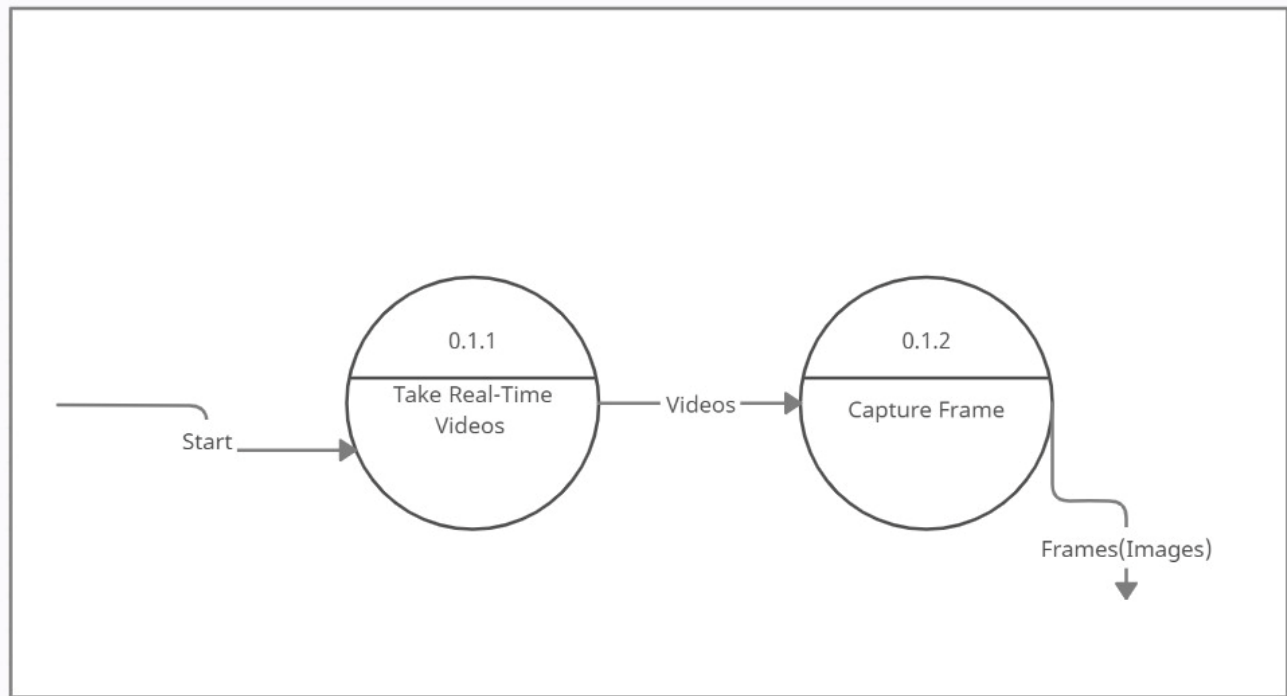 0.1.1
Take Real-Time
Videos
Start
Videos
0.1.2
Capture Frame
Frames(Images)